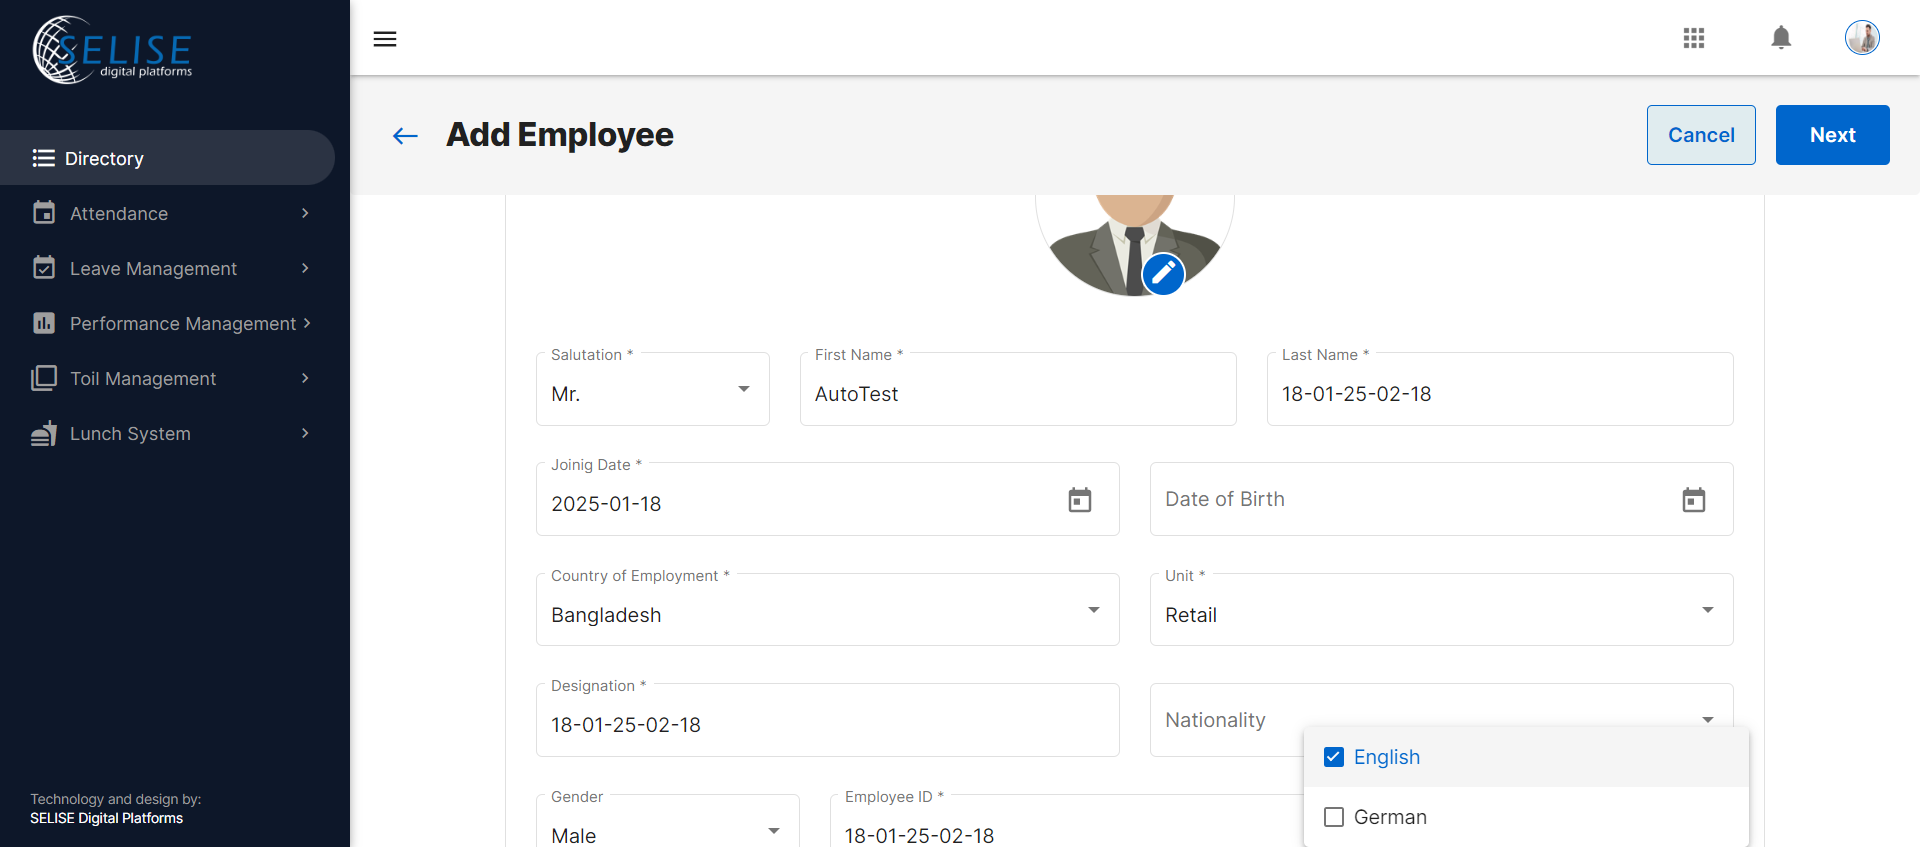 SELISE
digital platforms
Directory
Attendance
Leave Management
Performance Management
Toil Management
Lunch System
Technology and design by:
SELISE Digital Platforms
Add Employee
Cancel
Next
Salutation *
Mr.
First Name *
AutoTest
Last Name *
18-01-25-02-18
Joinig Date *
2025-01-18
Date of Birth
Country of Employment *
Bangladesh
Unit *
Retail
Designation *
18-01-25-02-18
Nationality
English
German
Gender
Male
Employee ID *
18-01-25-02-18